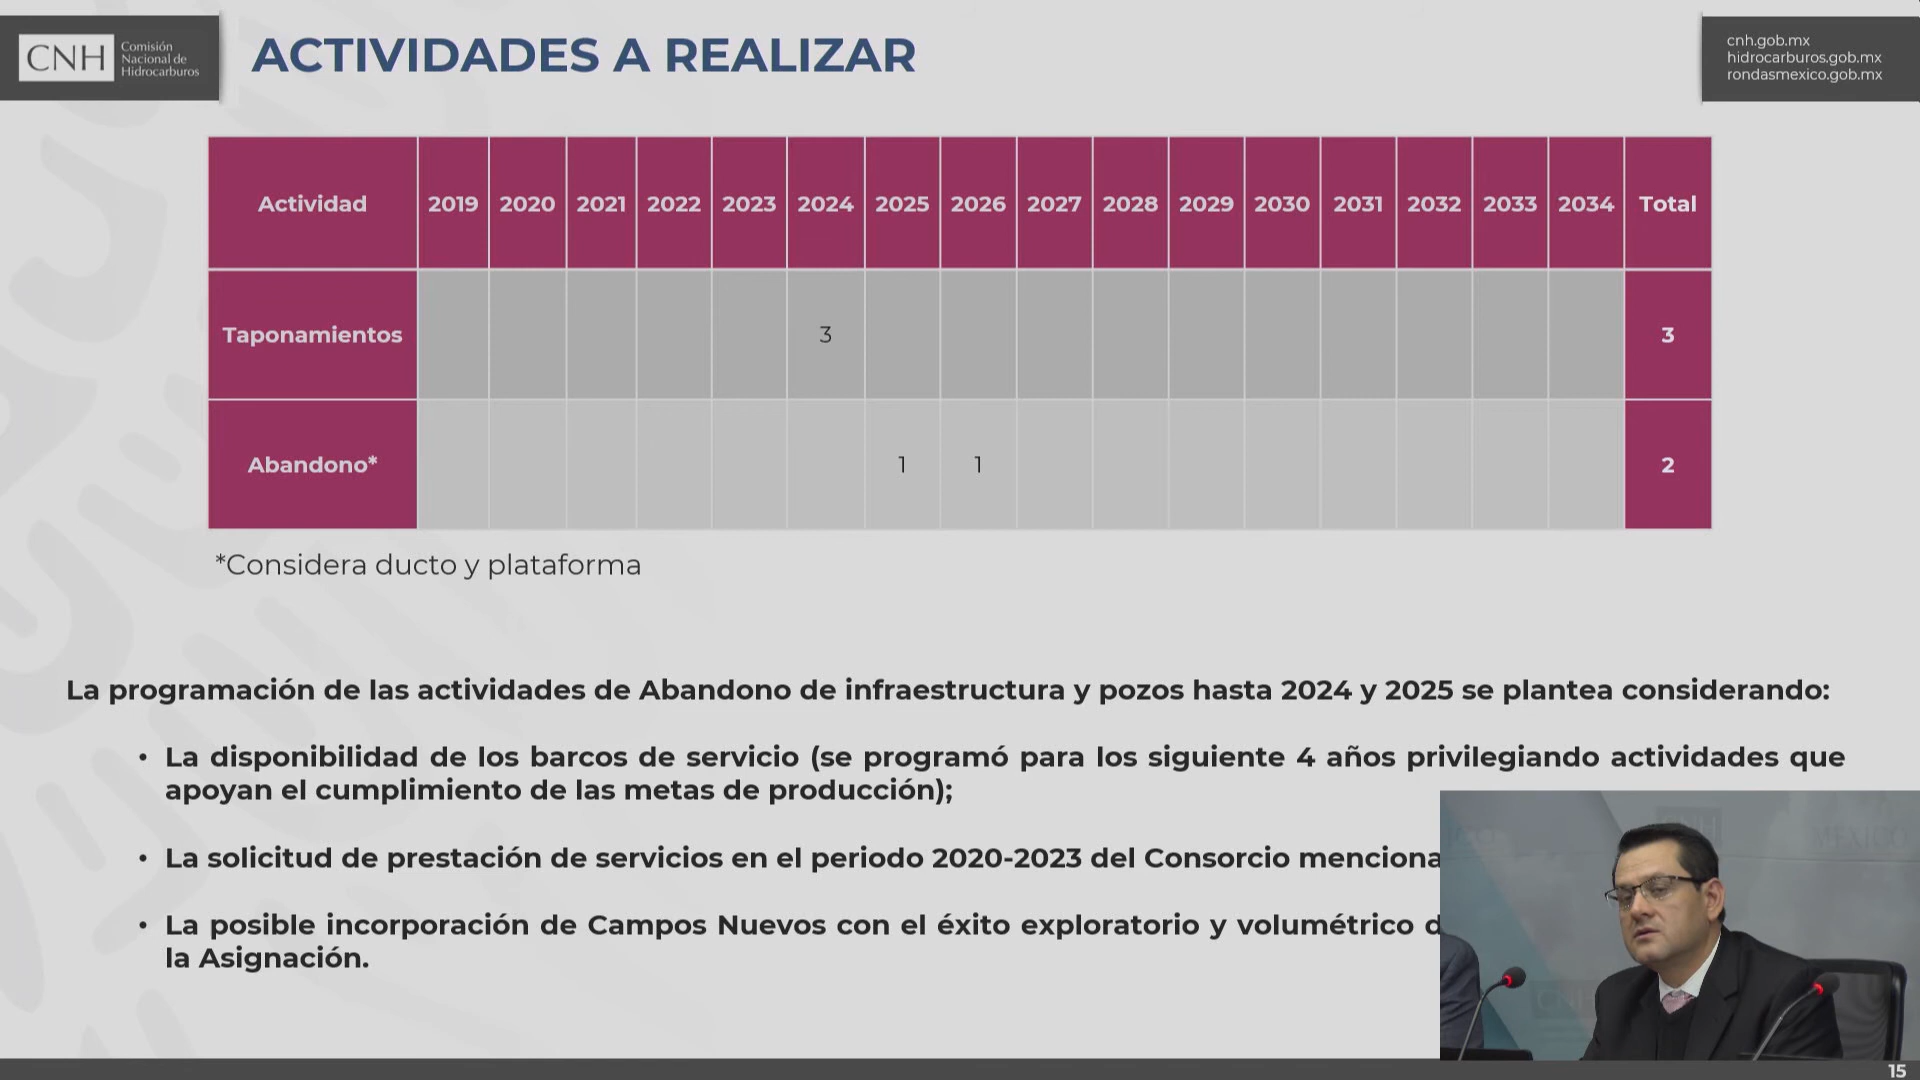 CNH Comisión
Nacional de
Hidrocarburos
ACTIVIDADES A REALIZAR
cnh.gob.mx
hidrocarburos.gob.mx
rondasmexico.gob.mx
Actividad 2019 2020 2021 2022 2023 2024 2025 2026 2027 2028 2029 2030 2031 2032 2033 2034 Total
Taponamientos 3 3
Abandono* 1 1 2
*Considera ducto y plataforma
La programación de las actividades de Abandono de infraestructura y pozos hasta 2024 y 2025 se plantea considerando:
• La disponibilidad de los barcos de servicio (se programó para los siguiente 4 años privilegiando actividades que
apoyan el cumplimiento de las metas de producción);
• La solicitud de prestación de servicios en el periodo 2020-2023 del Consorcio menciona
• La posible incorporación de Campos Nuevos con el éxito exploratorio y volumétrico d
la Asignación.
CNH
MÉXICO
15